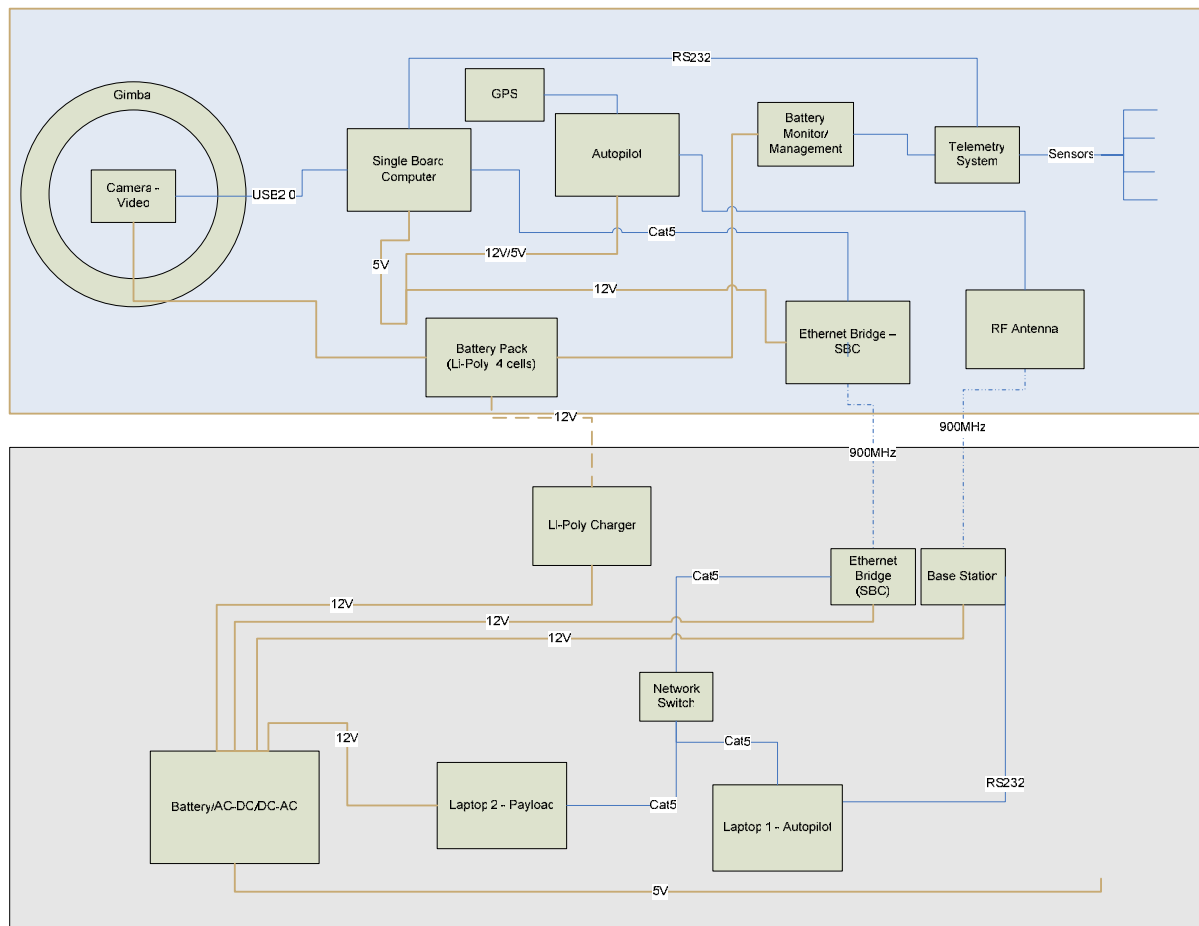 RS232
Gimba
GPS
Battery
Monitor/
Management
Autopilot
Telemetry
System
Sensors
Single Board
Computer
Camera -
Video
USB2 0
Cat5
12V/5V
5V
12V
Ethernet Bridge –
SBC
RF Antenna
Battery Pack
(Li-Poly 4 cells)
12V
900MHz
900MHz
Li-Poly Charger
Ethernet
Bridge
(SBC)
Base Station
Cat5
12V
12V
12V
Network
Switch
12V
Cat5
RS232
Battery/AC-DC/DC-AC
Laptop 2 - Payload
Cat5
Laptop 1 - Autopilot
5V